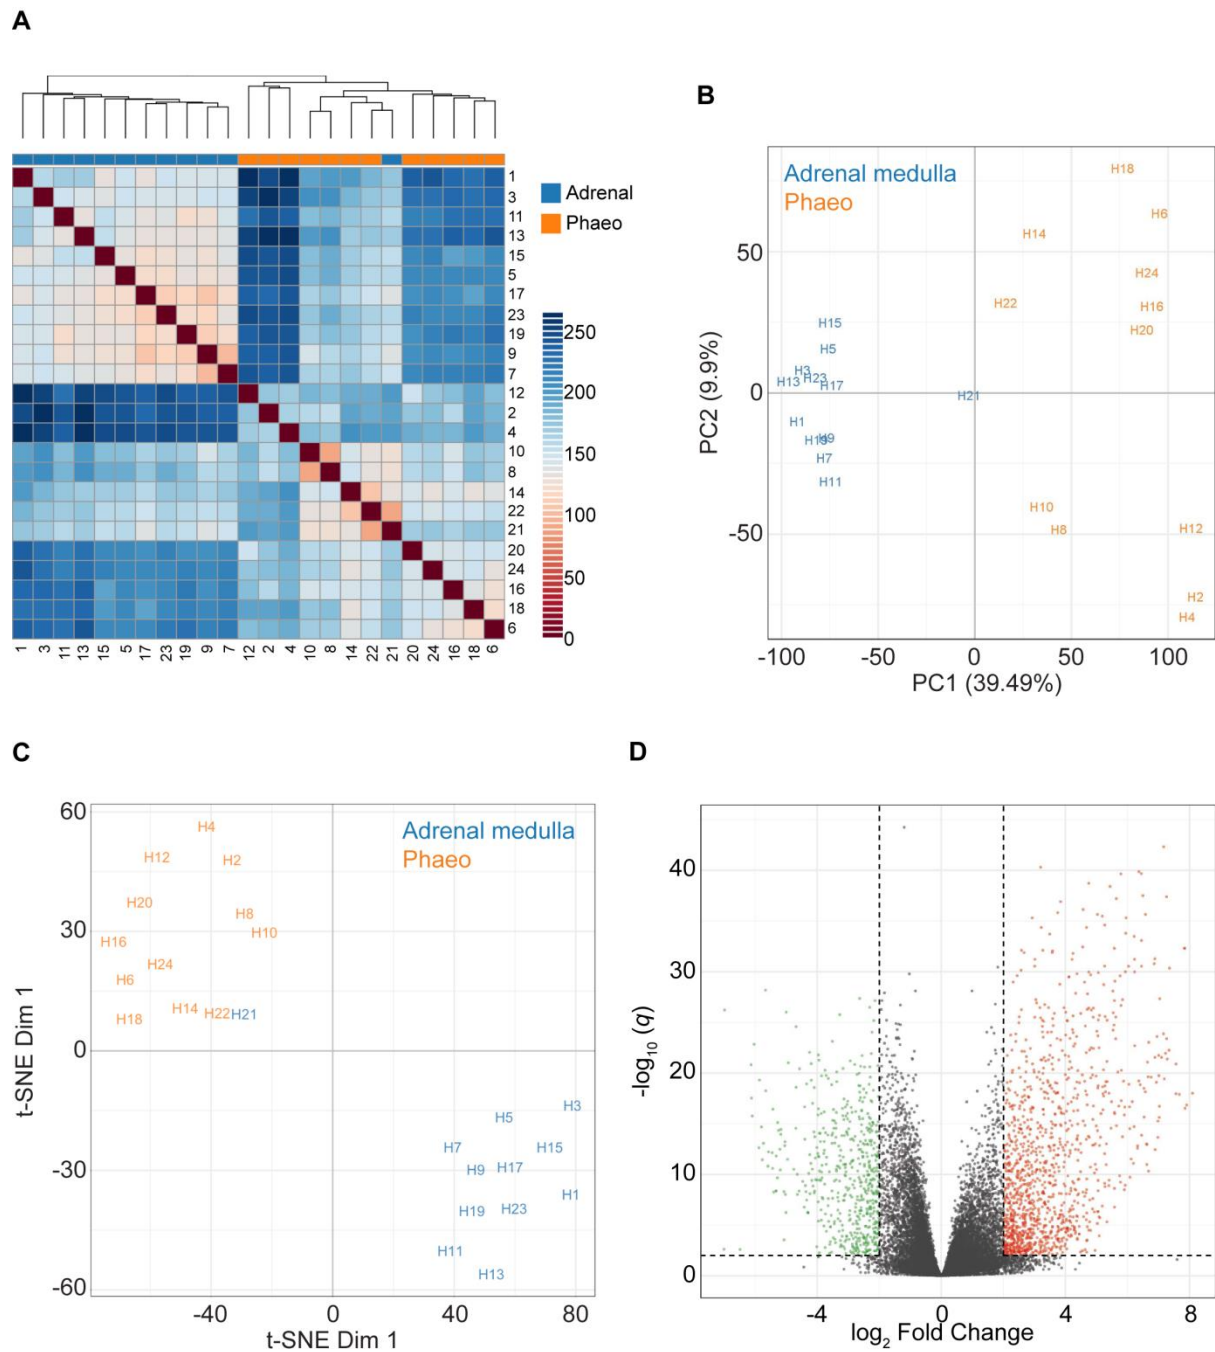 A
1
3
11
13
15
5
17
23
19
9
7
12
2
4
10
8
14
22
21
20
24
16
18
6
Adrenal
Phaeo
250
200
150
100
50
0
1 3 11 13 15 5 17 23 19 9 7 12 2 4 10 8 14 22 21 20 24 16 18 6
B
Adrenal medulla
Phaeo
H18
H6
H14
H24
H22
H16
H20
H15
H5
H3
H13 H23
H17
H21
H1
H19 H9
H7
H11
H10
H8
H12
H2
H4
50
0
-50
PC2 (9.9%)
-100 -50 0 50 100
PC1 (39.49%)
C
Adrenal medulla
Phaeo
H4
H12
H2
H20
H8
H10
H16
H24
H6
H14
H22
H21
H18
H3
H5
H7
H15
H9
H17
H1
H19
H23
H11
H13
60
30
0
-30
-60
t-SNE Dim 1
-40 0 40 80
t-SNE Dim 1
D
40
30
20
10
0
-log10 (q)
-4 0 4 8
log2 Fold Change